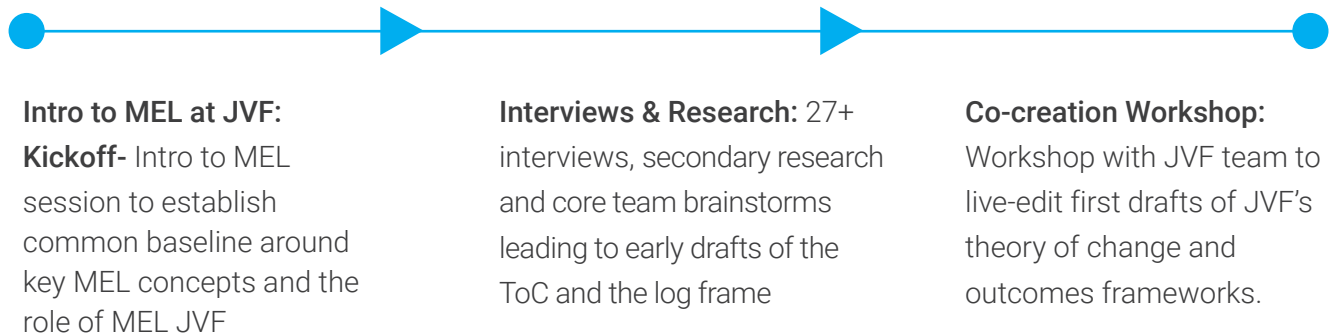 Intro to MEL at JVF:
Kickoff- Intro to MEL
session to establish
common baseline around
key MEL concepts and the
role of MEL JVF
Interviews & Research: 27+
interviews, secondary research
and core team brainstorms
leading to early drafts of the
ToC and the log frame
Co-creation Workshop:
Workshop with JVF team to
live-edit first drafts of JVF’s
theory of change and
outcomes frameworks.